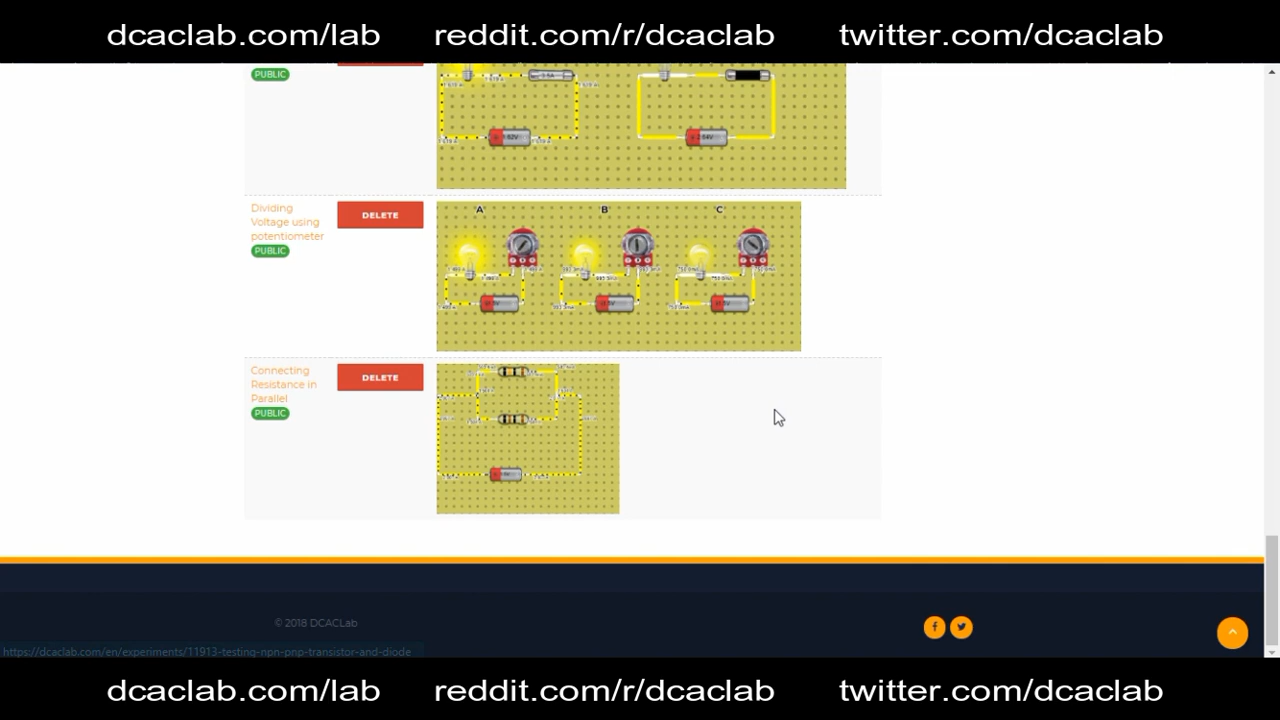 dcaclab.com/lab reddit.com/r/dcaclab twitter.com/dcaclab
PUBLIC
Dividing
Voltage using
potentiometer
PUBLIC
DELETE
A B C
Connecting
Resistance in
Parallel
PUBLIC
DELETE
© 2018 DCACLab
https://dcaclab.com/en/experiments/11913-testing-npn-pnp-transistor-and-diode
dcaclab.com/lab reddit.com/r/dcaclab twitter.com/dcaclab